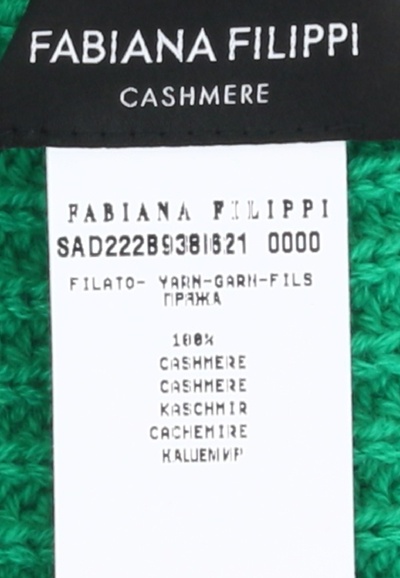 FABIANA FILIPPI
CASHMERE
FABIANA FILIPPI
SAD222B938I621 0000
FILATO- YARN-GARN-FILS
ПРЯЖА
100%
CASHMERE
CASHMERE
KASCHMIR
CACHEMIRE
КАШЕМИР